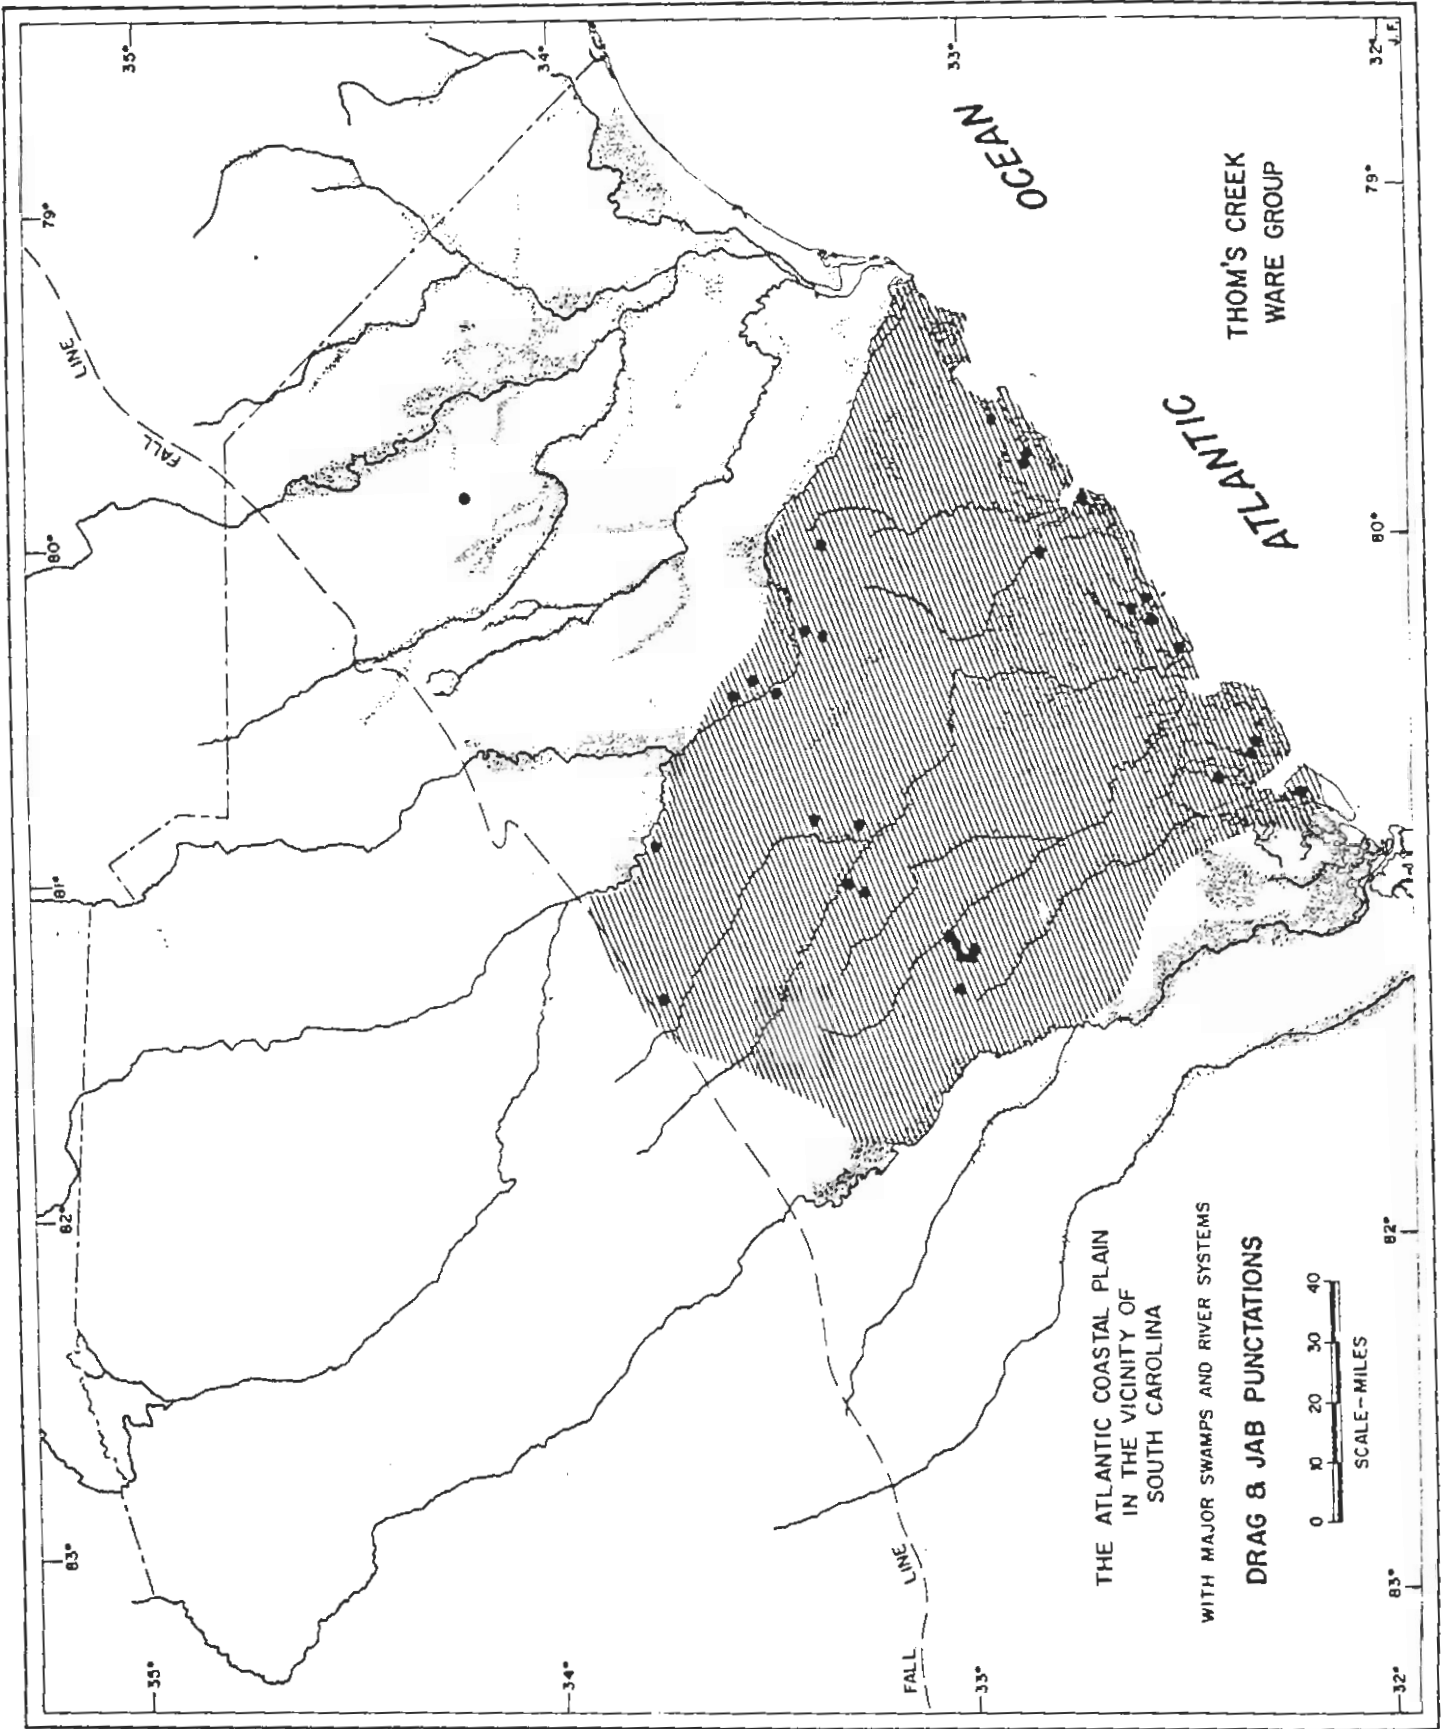 THE ATLANTIC COASTAL PLAIN
IN THE VICINITY OF
SOUTH CAROLINA
WITH MAJOR SWAMPS AND RIVER SYSTEMS
DRAG & JAB PUNCTATIONS
0 10 20 30 40
SCALE–MILES
THOM'S CREEK
WARE GROUP
ATLANTIC
OCEAN
FALL
LINE
FALL
LINE
83°
82°
81°
80°
79°
35°
34°
33°
32°
35°
34°
33°
32°
83°
82°
80°
79°
J.F.